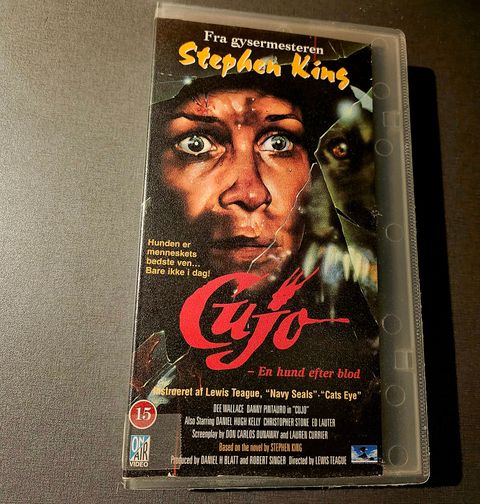 Fra gysermesteren
Stephen King
Hunden er
menneskets
bedste ven...
Bare ikke i dag!
Cujo
– En hund efter blod
Instrueret af Lewis Teague, "Navy Seals"-"Cats Eye"
DEE WALLACE DANNY PINTAURO in "CUJO"
Also Starring DANIEL HUGH KELLY CHRISTOPHER STONE ED LAUTER
Screenplay by DON CARLOS DUNAWAY and LAUREN CURRIER
Based on the novel by STEPHEN KING
Produced by DANIEL H BLATT and ROBERT SINGER Directed by LEWIS TEAGUE
15
ON
AIR
VIDEO